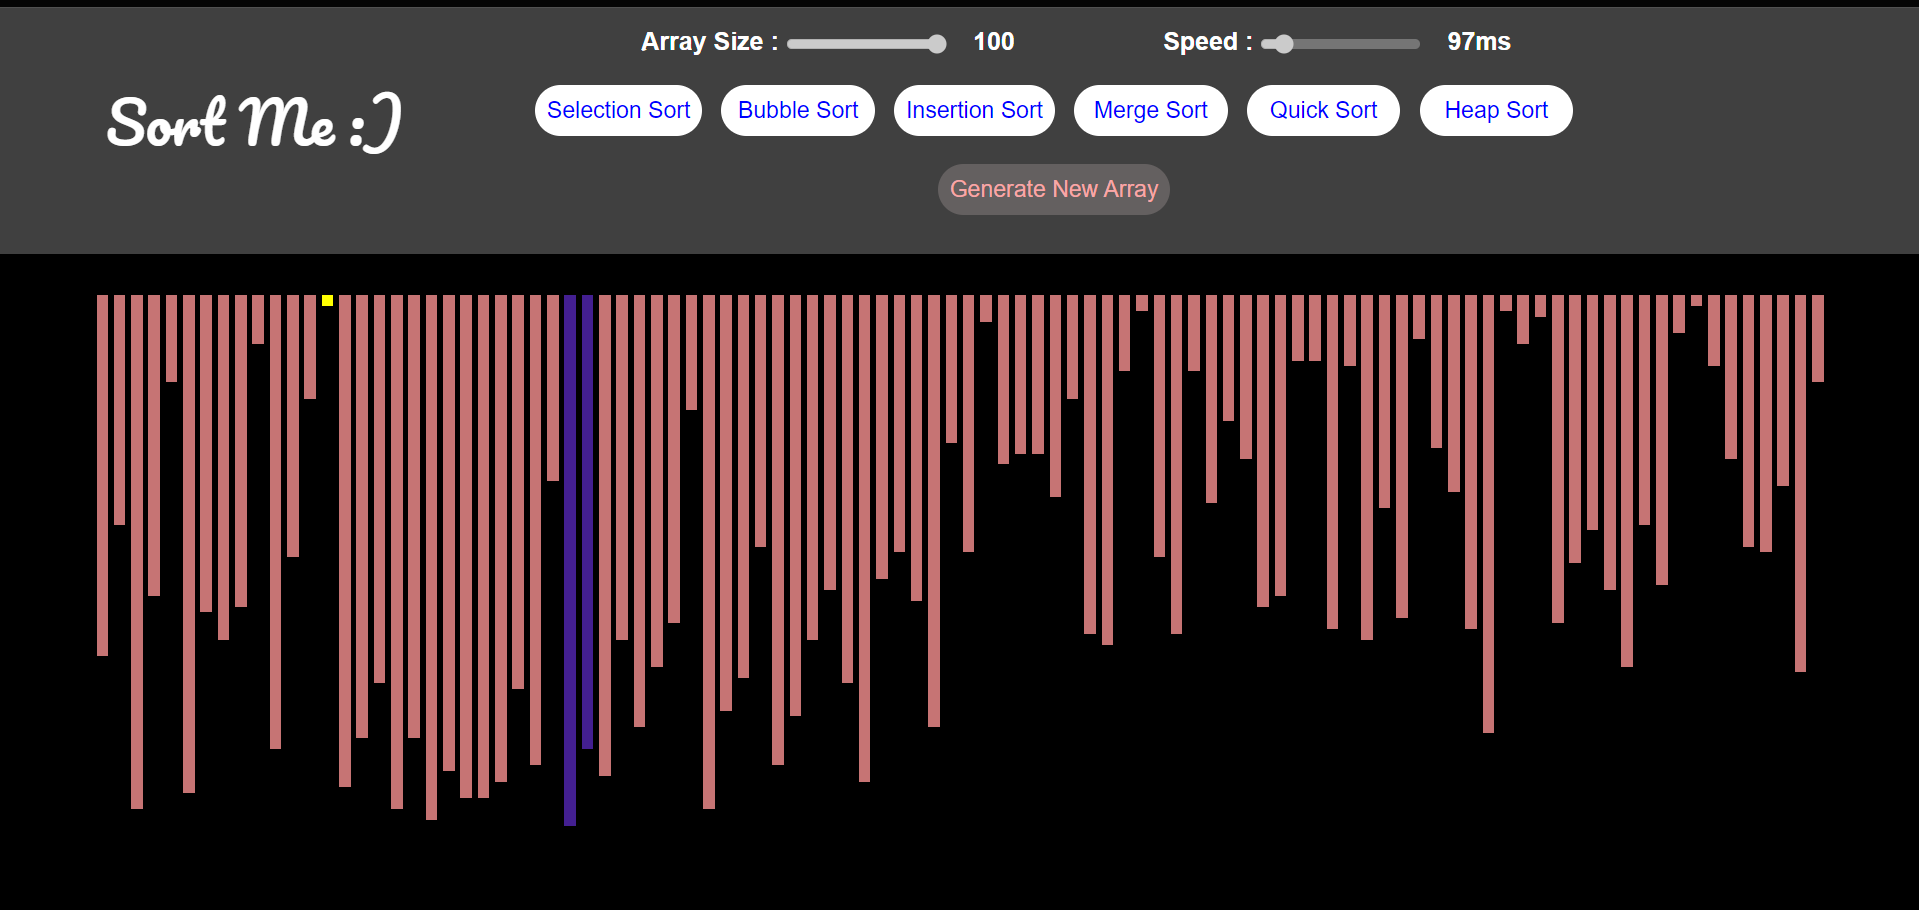 Array Size : 100 Speed : 97ms
Sort Me :)
Selection Sort Bubble Sort Insertion Sort Merge Sort Quick Sort Heap Sort
Generate New Array